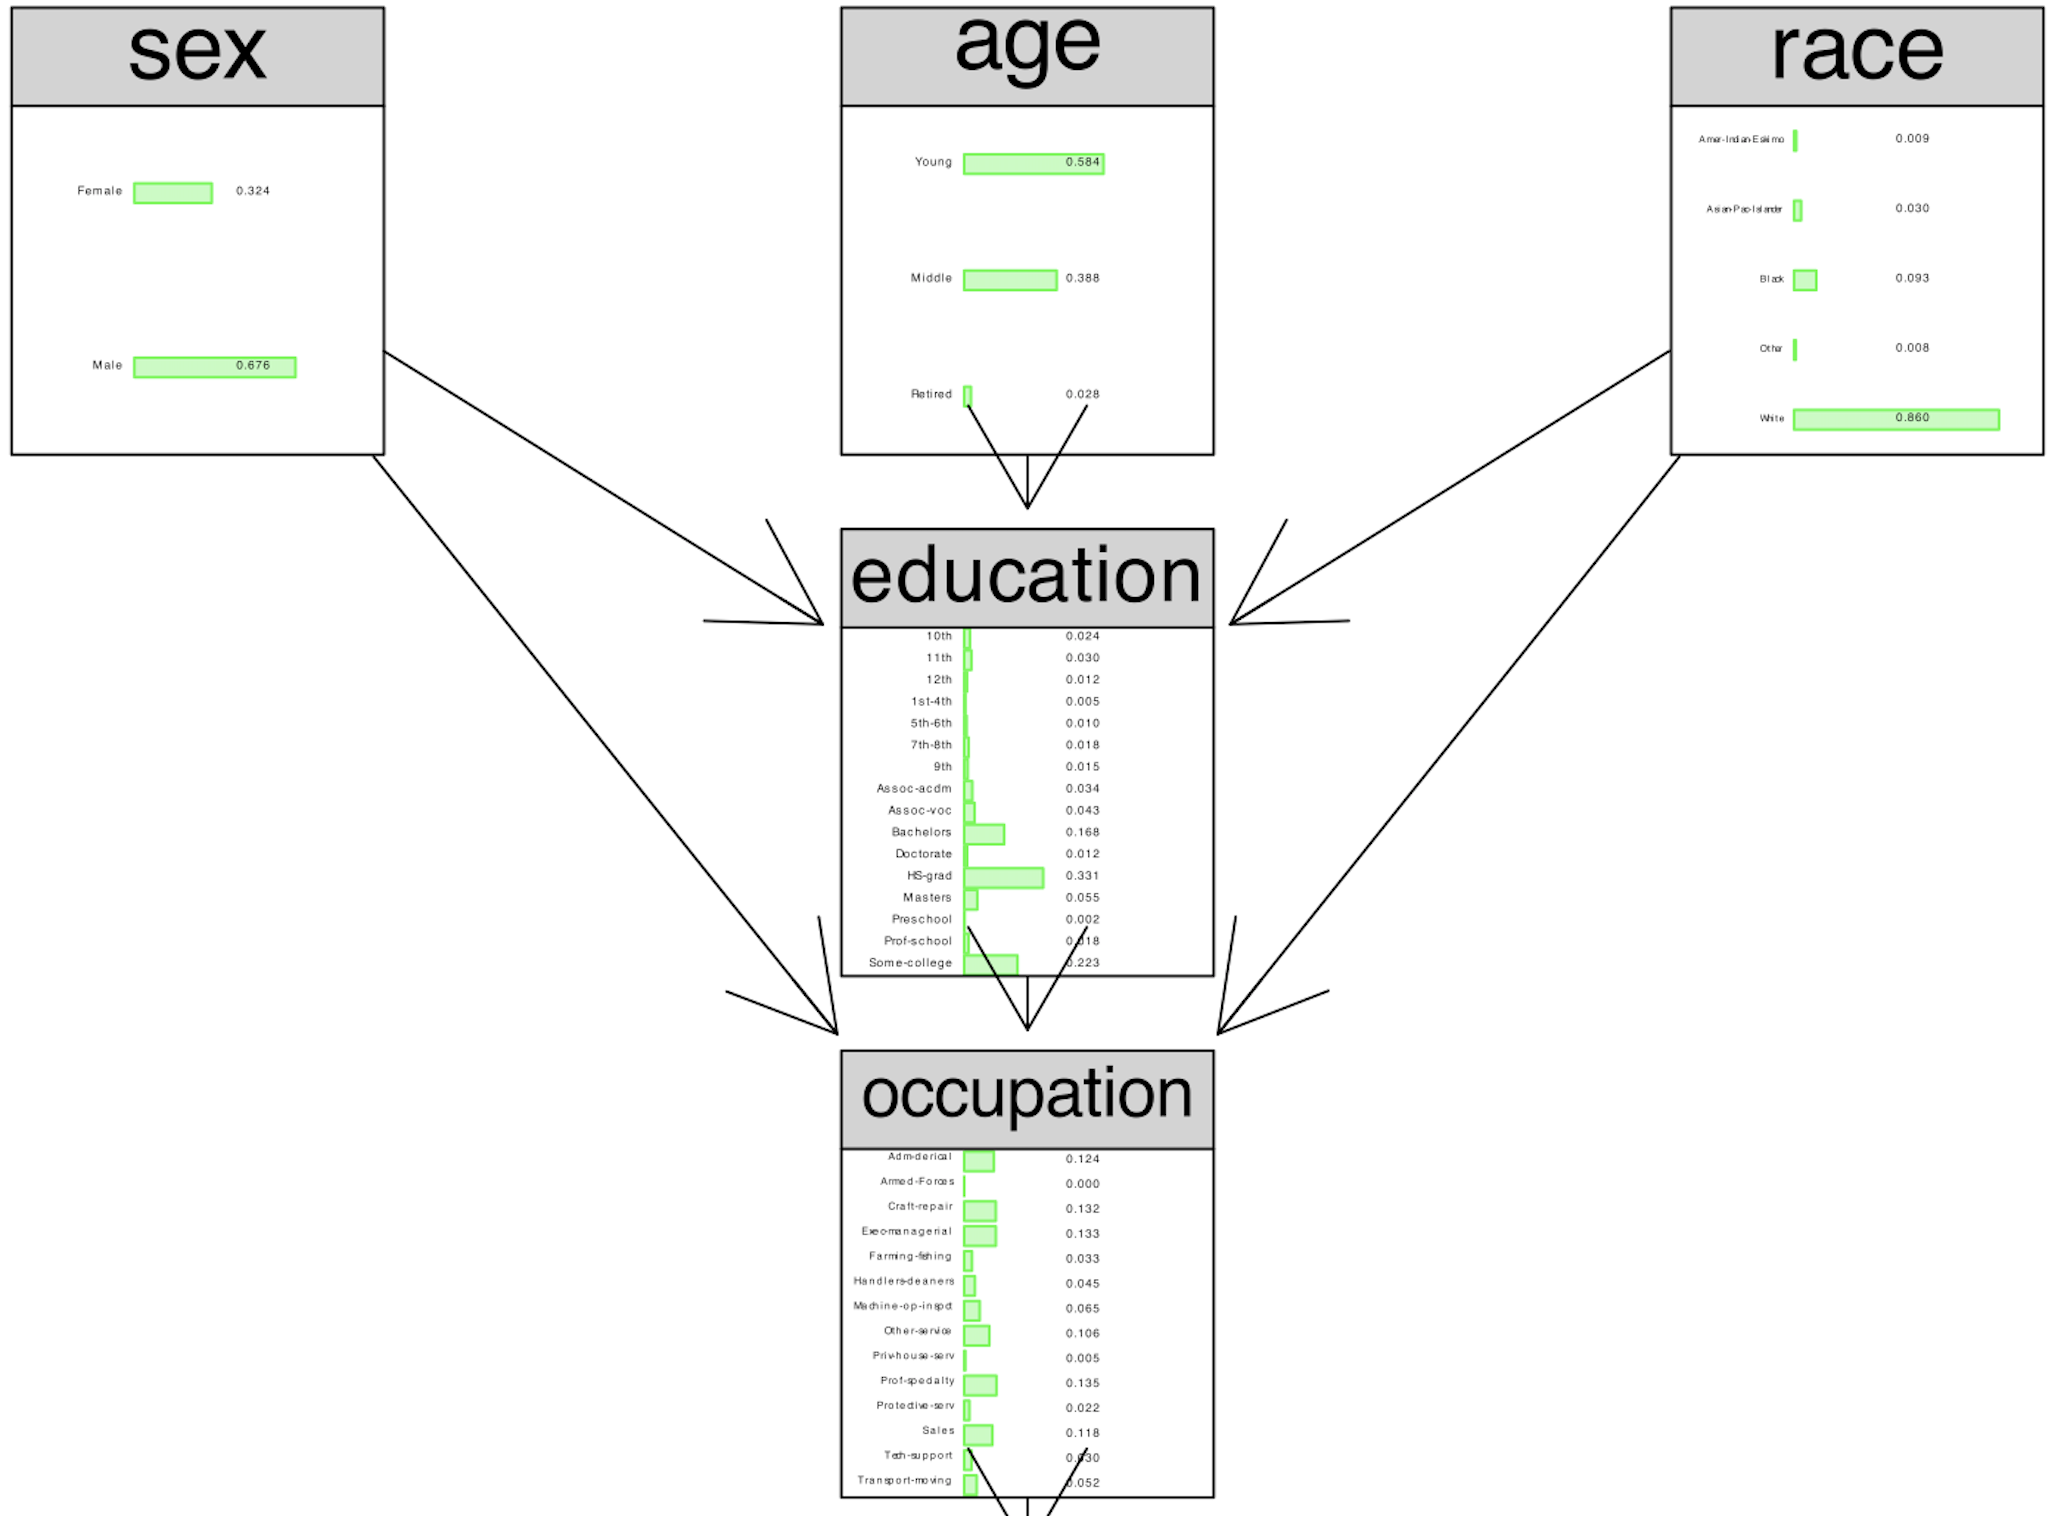 sex
Female 0.324
Male 0.676
age
Young 0.584
Middle 0.388
Retired 0.028
race
Amer-Indian-Eskimo 0.009
Asian-Pac-Islander 0.030
Black 0.093
Other 0.008
White 0.860
education
10th 0.024
11th 0.030
12th 0.012
1st-4th 0.005
5th-6th 0.010
7th-8th 0.018
9th 0.015
Assoc-acdm 0.034
Assoc-voc 0.043
Bachelors 0.168
Doctorate 0.012
HS-grad 0.331
Masters 0.055
Preschool 0.002
Prof-school 0.018
Some-college 0.223
occupation
Adm-clerical 0.124
Armed-Forces 0.000
Craft-repair 0.132
Exec-managerial 0.133
Farming-fishing 0.033
Handlers-cleaners 0.045
Machine-op-inspct 0.065
Other-service 0.106
Priv-house-serv 0.005
Prof-specialty 0.135
Protective-serv 0.022
Sales 0.118
Tech-support 0.030
Transport-moving 0.052